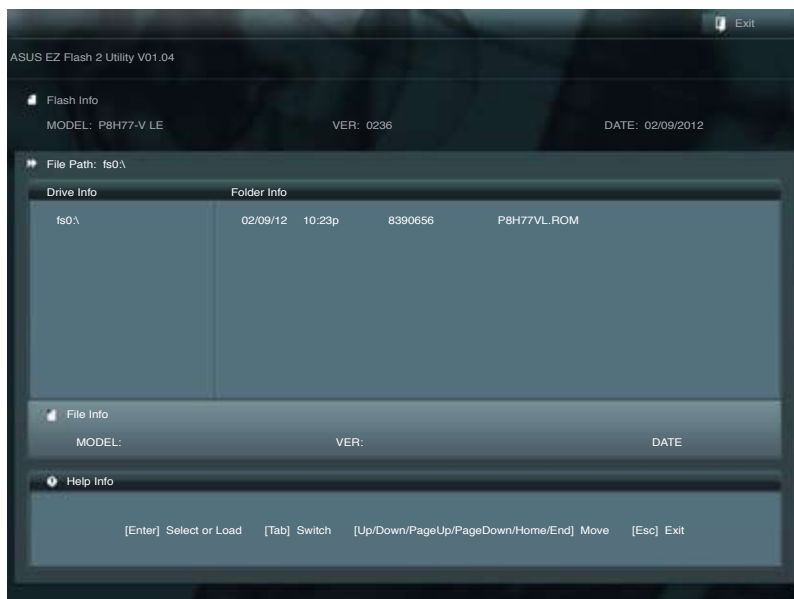 Exit
ASUS EZ Flash 2 Utility V01.04
Flash Info
MODEL: P8H77-V LE VER: 0236 DATE: 02/09/2012
File Path: fs0:\
Drive Info Folder Info
fs0:\ 02/09/12 10:23p 8390656 P8H77VL.ROM
File Info
MODEL: VER: DATE
Help Info
[Enter] Select or Load [Tab] Switch [Up/Down/PageUp/PageDown/Home/End] Move [Esc] Exit